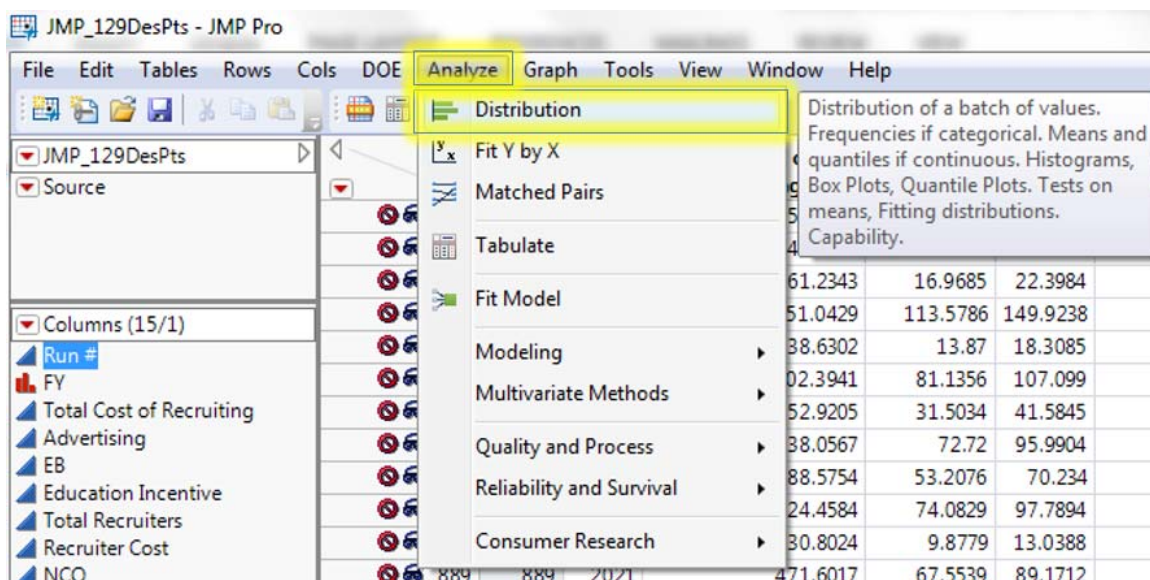 JMP_129DesPts - JMP Pro
File Edit Tables Rows Cols DOE Analyze Graph Tools View Window Help
Distribution
Distribution of a batch of values.
Frequencies if categorical. Means and
quantiles if continuous. Histograms,
Box Plots, Quantile Plots. Tests on
means, Fitting distributions.
Capability.
Fit Y by X
Matched Pairs
Tabulate
Fit Model
Modeling
Multivariate Methods
Quality and Process
Reliability and Survival
Consumer Research
JMP_129DesPts
Source
Columns (15/1)
Run #
FY
Total Cost of Recruiting
Advertising
EB
Education Incentive
Total Recruiters
Recruiter Cost
NCO
61.2343 16.9685 22.3984
51.0429 113.5786 149.9238
38.6302 13.87 18.3085
02.3941 81.1356 107.099
52.9205 31.5034 41.5845
38.0567 72.72 95.9904
88.5754 53.2076 70.234
24.4584 74.0829 97.7894
30.8024 9.8779 13.0388
889 889 2021 471.6017 67.5539 89.1712